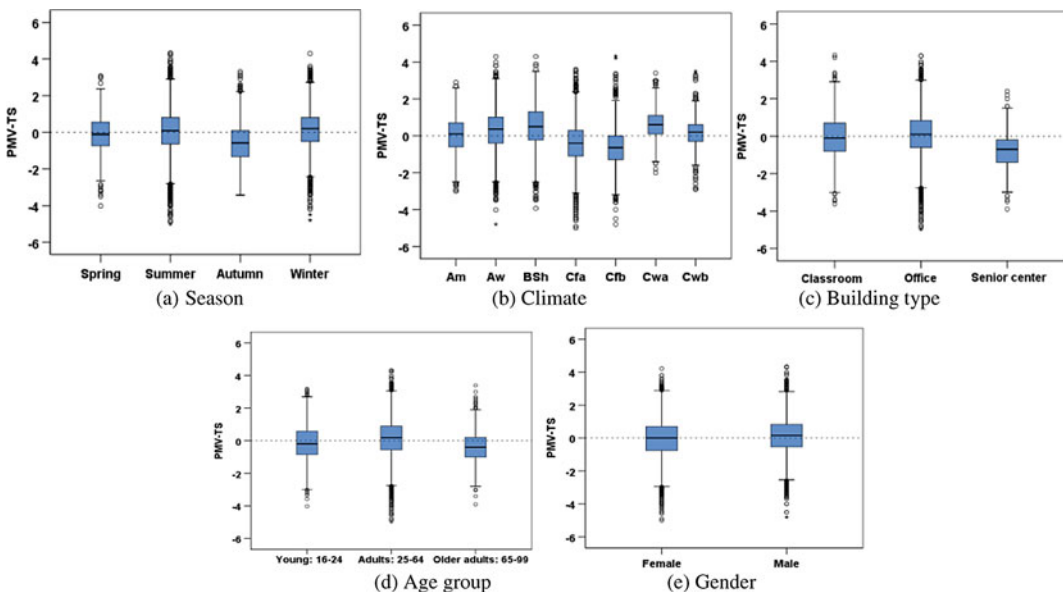 6
4
2
0
-2
-4
-6
PMV-TS
Spring Summer Autumn Winter
(a) Season
6
4
2
0
-2
-4
-6
PMV-TS
Am Aw BSh Cfa Cfb Cwa Cwb
(b) Climate
6
4
2
0
-2
-4
-6
PMV-TS
Classroom Office Senior center
(c) Building type
6
4
2
0
-2
-4
-6
PMV-TS
Young: 16-24 Adults: 25-64 Older adults: 65-99
(d) Age group
6
4
2
0
-2
-4
-6
PMV-TS
Female Male
(e) Gender